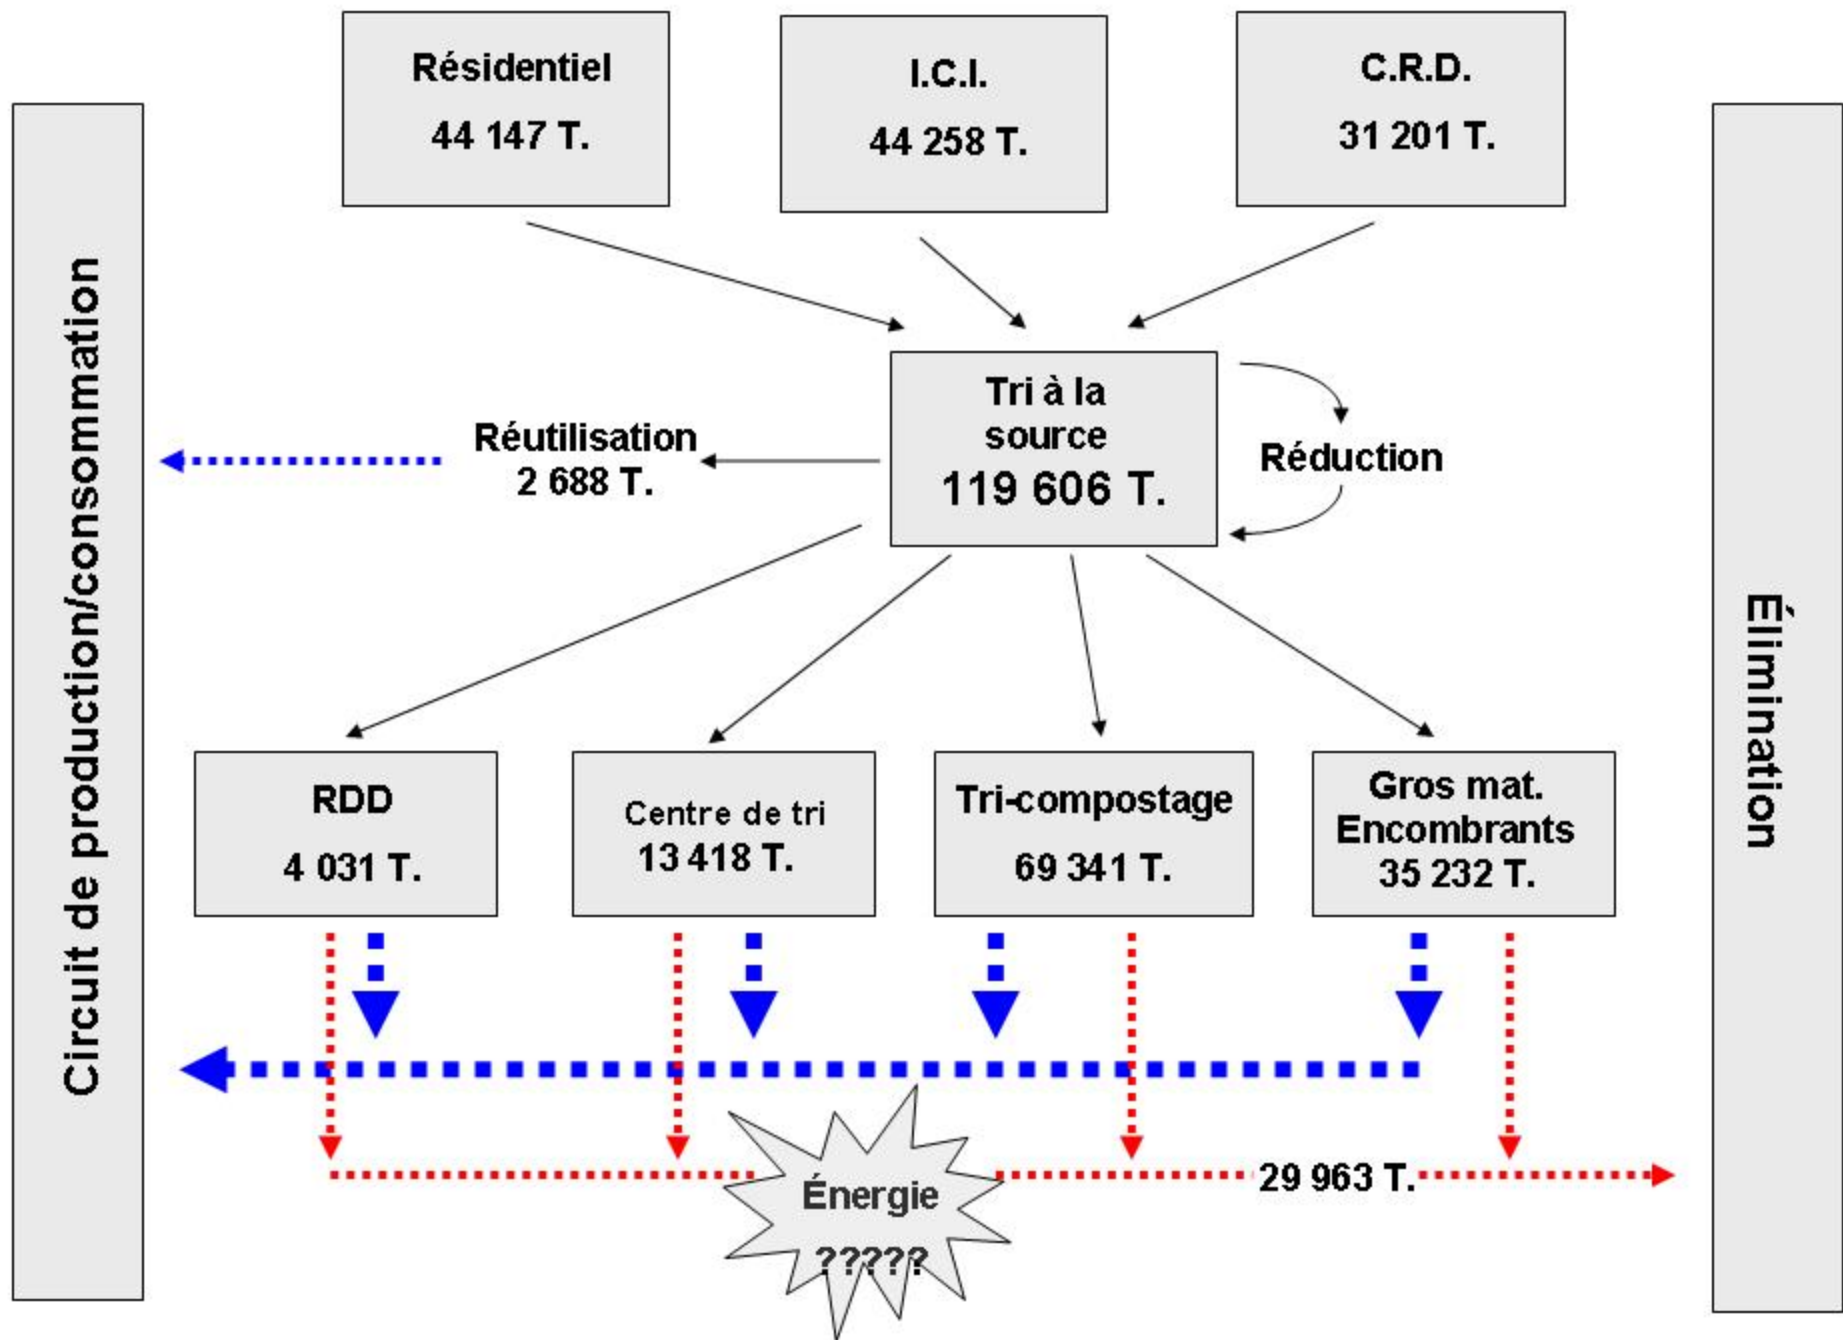 Résidentiel
44 147 T.
I.C.I.
44 258 T.
C.R.D.
31 201 T.
Circuit de production/consommation
Tri à la
source
119 606 T.
Réutilisation
2 688 T.
Réduction
Élimination
RDD
4 031 T.
Centre de tri
13 418 T.
Tri-compostage
69 341 T.
Gros mat.
Encombrants
35 232 T.
Énergie
?????
29 963 T.